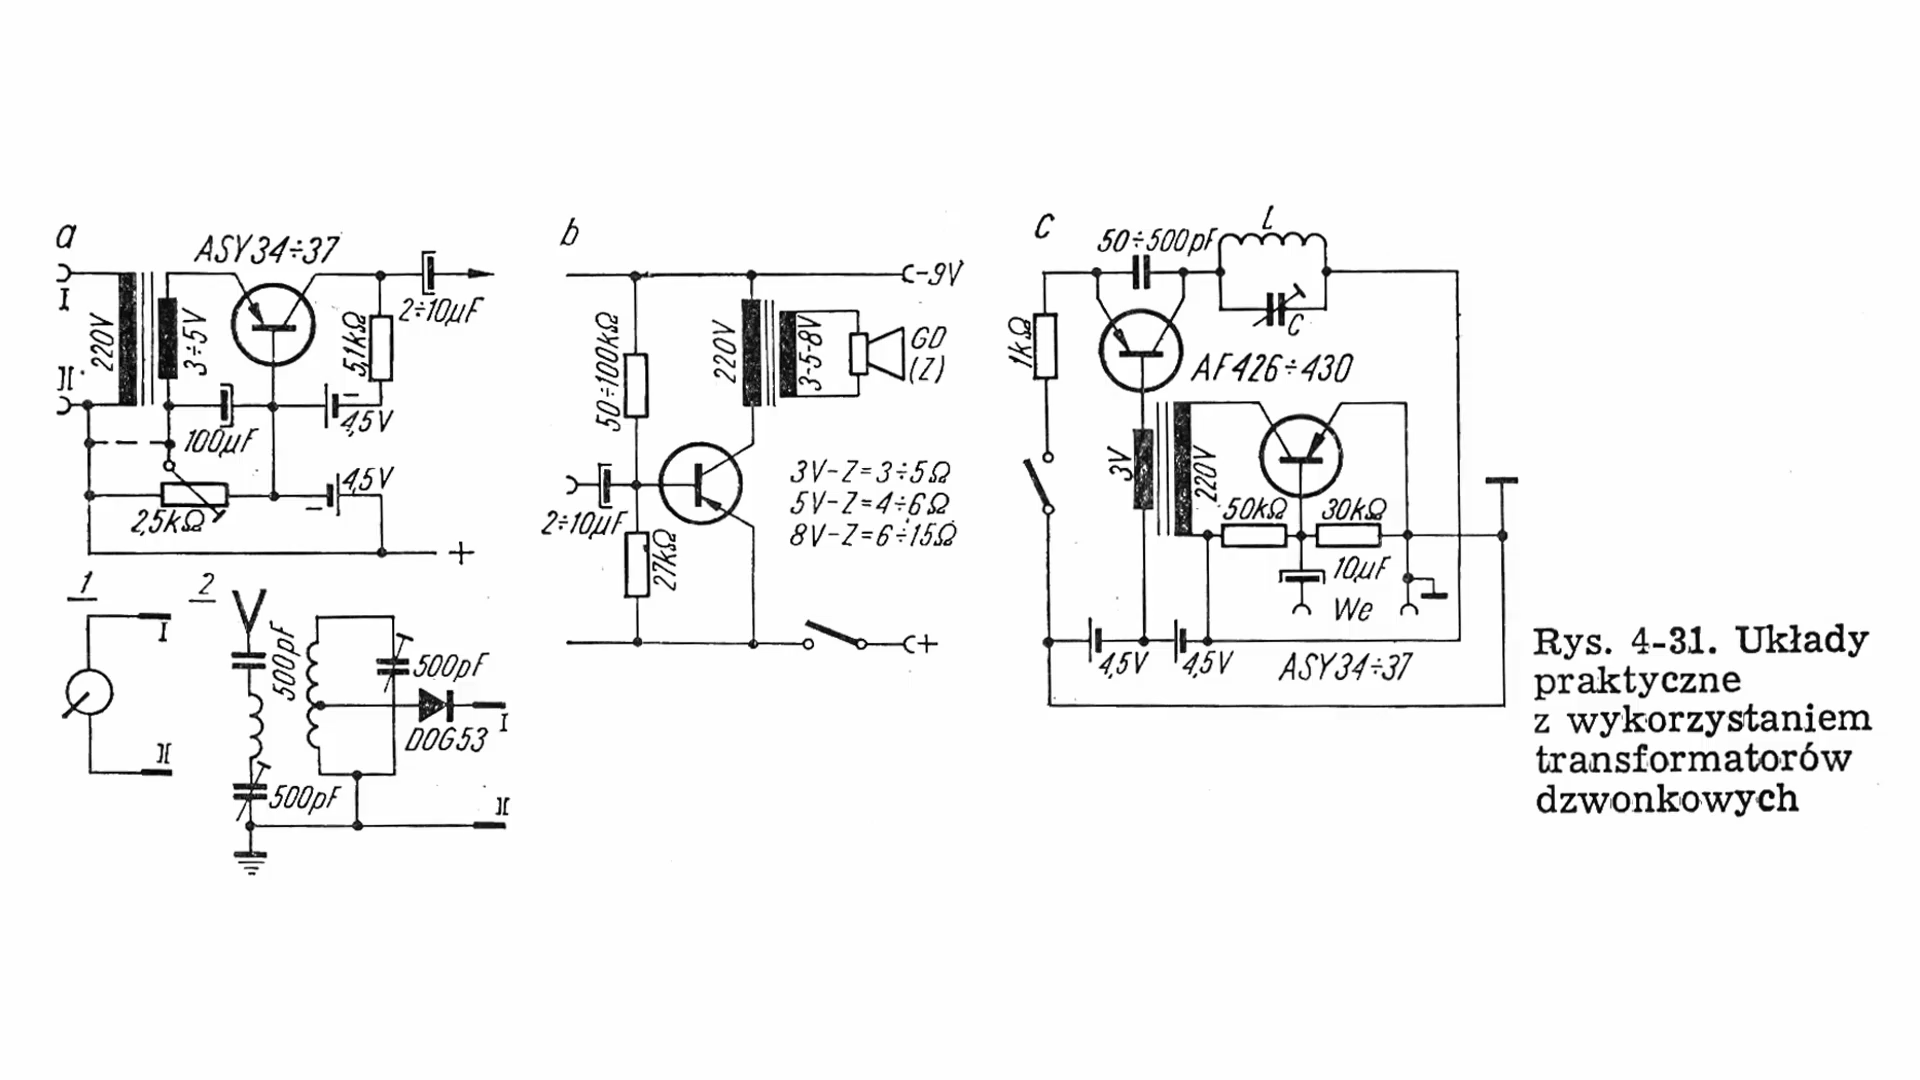 a
ASY34÷37
I
220V
3÷5V
5,1kΩ
2÷10μF
II
100μF
−
4,5V
4,5V
−
2,5kΩ
+
1
I
II
2
500pF
500pF
DOG53
I
500pF
II
b
-9V
50÷100kΩ
220V
3-5-8V
GD
(Z)
2÷10μF
27kΩ
3V-Z=3÷5Ω
5V-Z=4÷6Ω
8V-Z=6÷15Ω
+
c
50÷500pF
L
C
1kΩ
AF426÷430
3V
220V
50kΩ
30kΩ
10μF
We
4,5V
4,5V
ASY34÷37
Rys. 4-31. Układy
praktyczne
z wykorzystaniem
transformatorów
dzwonkowych